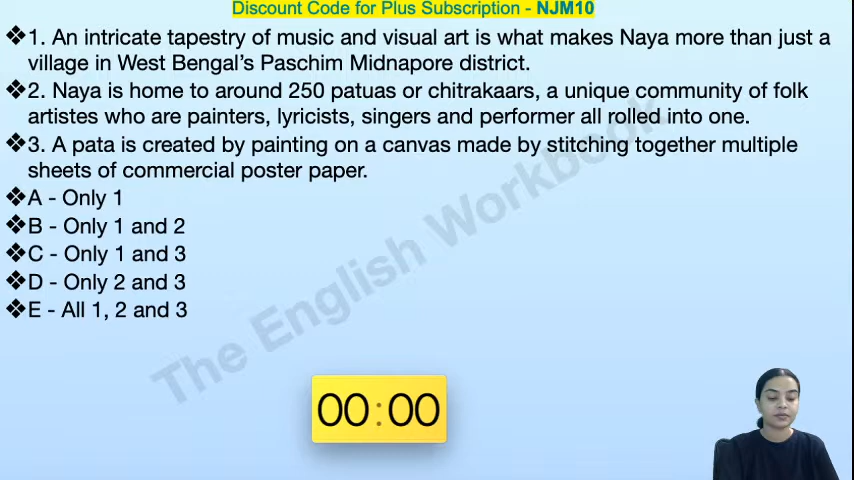 Discount Code for Plus Subscription - NJM10
❖1. An intricate tapestry of music and visual art is what makes Naya more than just a
village in West Bengal's Paschim Midnapore district.
❖2. Naya is home to around 250 patuas or chitrakaars, a unique community of folk
artistes who are painters, lyricists, singers and performer all rolled into one.
❖3. A pata is created by painting on a canvas made by stitching together multiple
sheets of commercial poster paper.
❖A - Only 1
❖B - Only 1 and 2
❖C - Only 1 and 3
❖D - Only 2 and 3
❖E - All 1, 2 and 3
The English Workbook
00:00